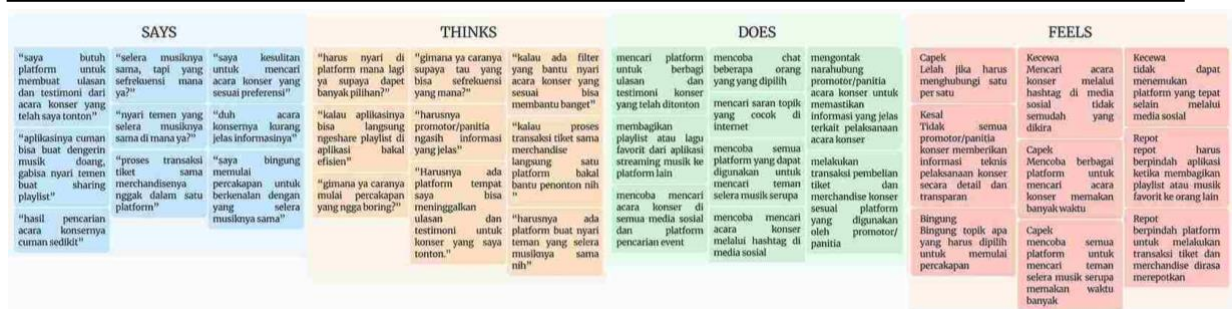 SAYS
"saya butuh
platform untuk
membuat ulasan
dan testimoni dari
acara konser yang
telah saya tonton"
"aplikasinya cuman
bisa buat dengerin
musik doang,
gabisa nyari temen
buat sharing
playlist"
"hasil pencarian
acara konsernya
cuman sedikit"
"selera musiknya
sama, tapi yang
sefrekuensi mana
ya?"
"nyari temen yang
selera musiknya
sama di mana ya?"
"proses transaksi
tiket sama
merchandisenya
nggak dalam satu
platform"
"saya kesulitan
untuk mencari
acara konser yang
sesuai preferensi"
"duh acara
konsernya kurang
jelas informasinya"
"saya bingung
memulai
percakapan untuk
berkenalan dengan
yang selera
musiknya sama"
THINKS
"harus nyari di
platform mana lagi
ya supaya dapet
banyak pilihan?"
"kalau aplikasinya
bisa langsung
ngeshare playlist di
aplikasi bakal
efisien"
"gimana ya caranya
mulai percakapan
yang ngga boring?"
"gimana ya caranya
supaya tau yang
bisa sefrekuensi
yang mana?"
"harusnya
promotor/panitia
ngasih informasi
yang jelas"
"Harusnya ada
platform tempat
saya bisa
meninggalkan
ulasan dan
testimoni untuk
konser yang saya
tonton."
"kalau ada filter
yang bantu nyari
acara konser yang
sesuai bisa
membantu banget"
"kalau proses
transaksi tiket sama
merchandise
langsung satu
platform bakal
bantu penonton nih
"
"harusnya ada
platform buat nyari
teman yang selera
musiknya sama
nih"
DOES
mencari platform
untuk berbagi
ulasan dan
testimoni konser
yang telah ditonton
membagikan
playlist atau lagu
favorit dari aplikasi
streaming musik ke
platform lain
mencoba mencari
acara konser di
semua media sosial
dan platform
pencarian event
mencoba chat
beberapa orang
yang yang dipilih
mencari saran topik
yang cocok di
internet
mencoba semua
platform yang dapat
digunakan untuk
mencari teman
selera musik serupa
mencoba mencari
acara konser
melalui hashtag di
media sosial
mengontak
narahubung
promotor/panitia
acara konser untuk
memastikan
informasi yang jelas
terkait pelaksanaan
acara konser
melakukan
transaksi pembelian
tiket dan
merchandise konser
sesuai platform
yang digunakan
oleh promotor/
panitia
FEELS
Capek
Lelah jika harus
menghubungi satu
per satu
Kesal
Tidak semua
promotor/panitia
konser memberikan
informasi teknis
pelaksanaan konser
secara detail dan
transparan
Bingung
Bingung topik apa
yang harus dipilih
untuk memulai
percakapan
Kecewa
Mencari acara
konser melalui
hashtag di media
sosial tidak
semudah yang
dikira
Capek
Mencoba berbagai
platform untuk
mencari acara
konser memakan
banyak waktu
Capek
mencoba semua
platform untuk
mencari teman
selera musik serupa
memakan waktu
banyak
Kecewa
tidak dapat
menemukan
platform yang tepat
selain melalui
media sosial
Repot
repot harus
berpindah aplikasi
ketika membagikan
playlist atau musik
favorit ke orang lain
Repot
berpindah platform
untuk melakukan
transaksi tiket dan
merchandise dirasa
merepotkan